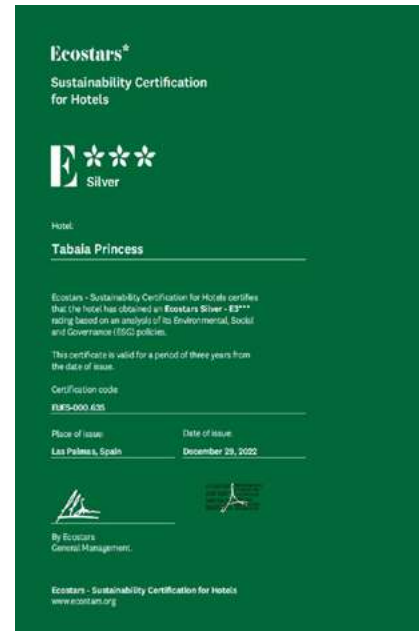 Ecostars*
Sustainability Certification
for Hotels
E***
Silver
Hotel:
Tabaia Princess
Ecostars - Sustainability Certification for Hotels certifies
that the hotel has obtained an Ecostars Silver - E3***
rating based on an analysis of its Environmental, Social
and Governance (ESG) policies.
This certificate is valid for a period of three years from
the date of issue.
Certification code
EUES-000.635
Place of issue:
Date of issue:
Las Palmas, Spain
December 29, 2022
By Ecostars
General Management.
Ecostars - Sustainability Certification for Hotels
www.ecostars.org